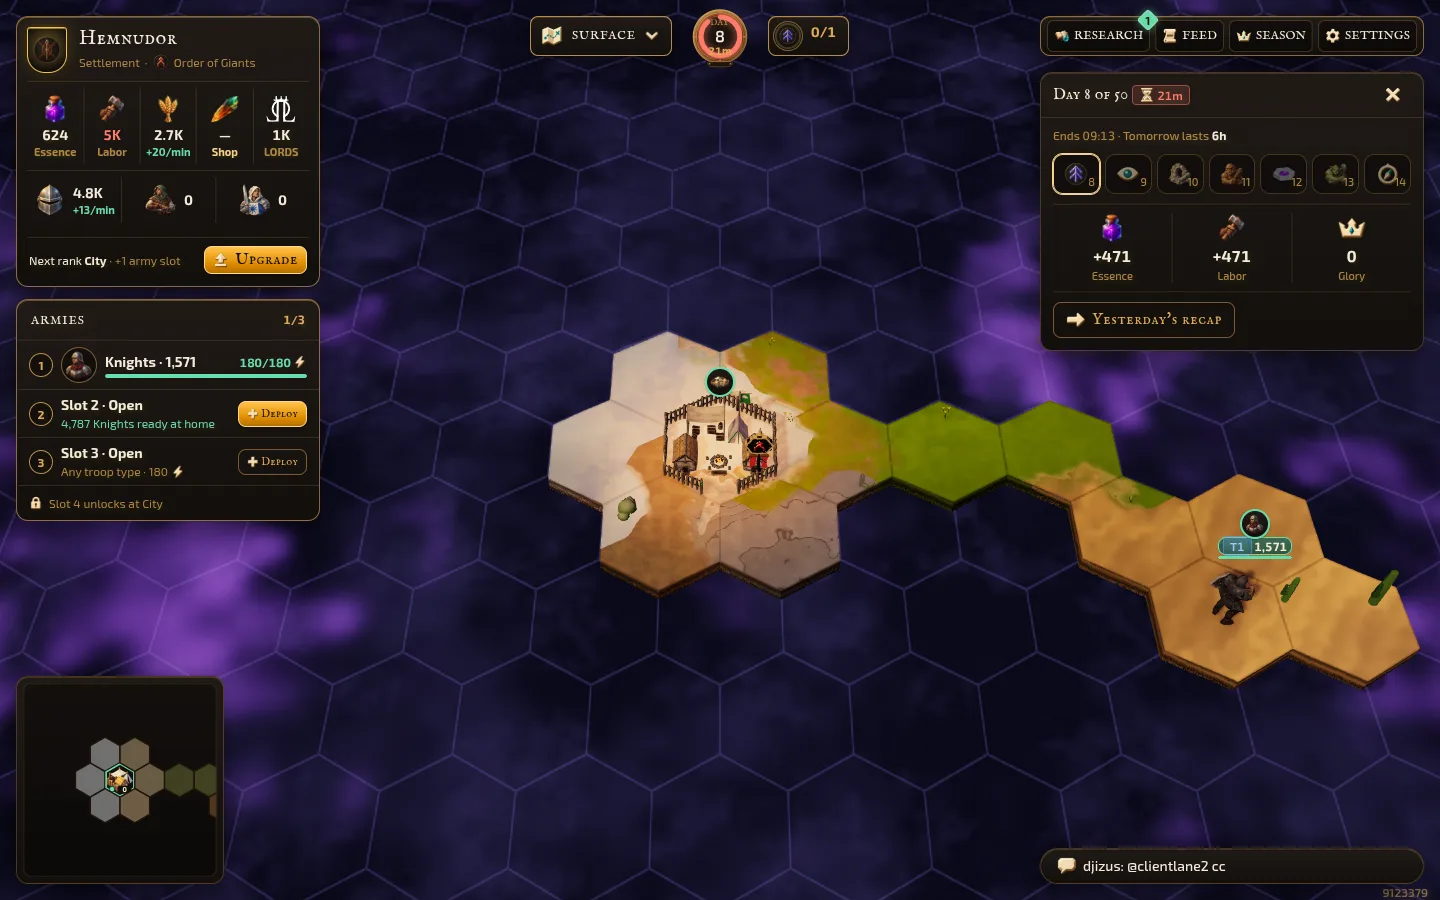 Hemnudor
Settlement · Order of Giants
624
Essence
5K
Labor
2.7K
+20/min
—
Shop
1K
LORDS
4.8K
+13/min
0
0
Next rank City · +1 army slot
Upgrade
ARMIES
1/3
1
Knights · 1,571
180/180
2
Slot 2 · Open
4,787 Knights ready at home
Deploy
3
Slot 3 · Open
Any troop type · 180
Deploy
Slot 4 unlocks at City
0
SURFACE
DAY
8
21m
0/1
1
RESEARCH
FEED
SEASON
SETTINGS
Day 8 of 50
21m
Ends 09:13 · Tomorrow lasts 6h
8
9
10
11
12
13
14
+471
Essence
+471
Labor
0
Glory
Yesterday's recap
T1 1,571
djizus: @clientlane2 cc
9123379